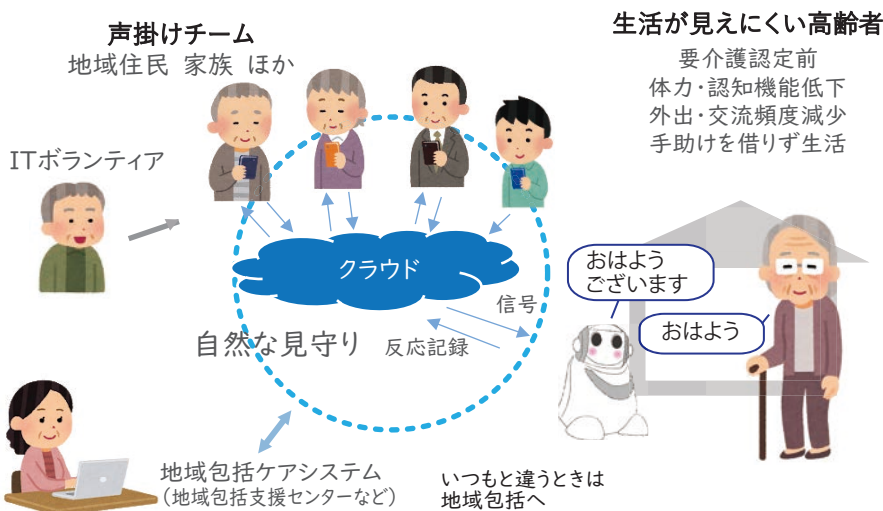 声掛けチーム
地域住民 家族 ほか
ITボランティア
生活が見えにくい高齢者
要介護認定前
体力・認知機能低下
外出・交流頻度減少
手助けを借りず生活
クラウド
信号
反応記録
自然な見守り
おはよう
ございます
おはよう
地域包括ケアシステム
(地域包括支援センターなど)
いつもと違うときは
地域包括へ